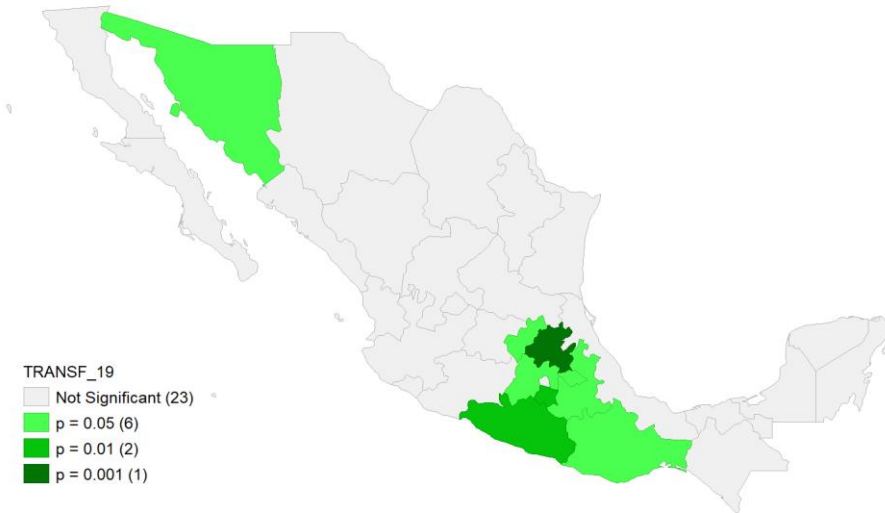 TRANSF_19
Not Significant (23)
p = 0.05 (6)
p = 0.01 (2)
p = 0.001 (1)